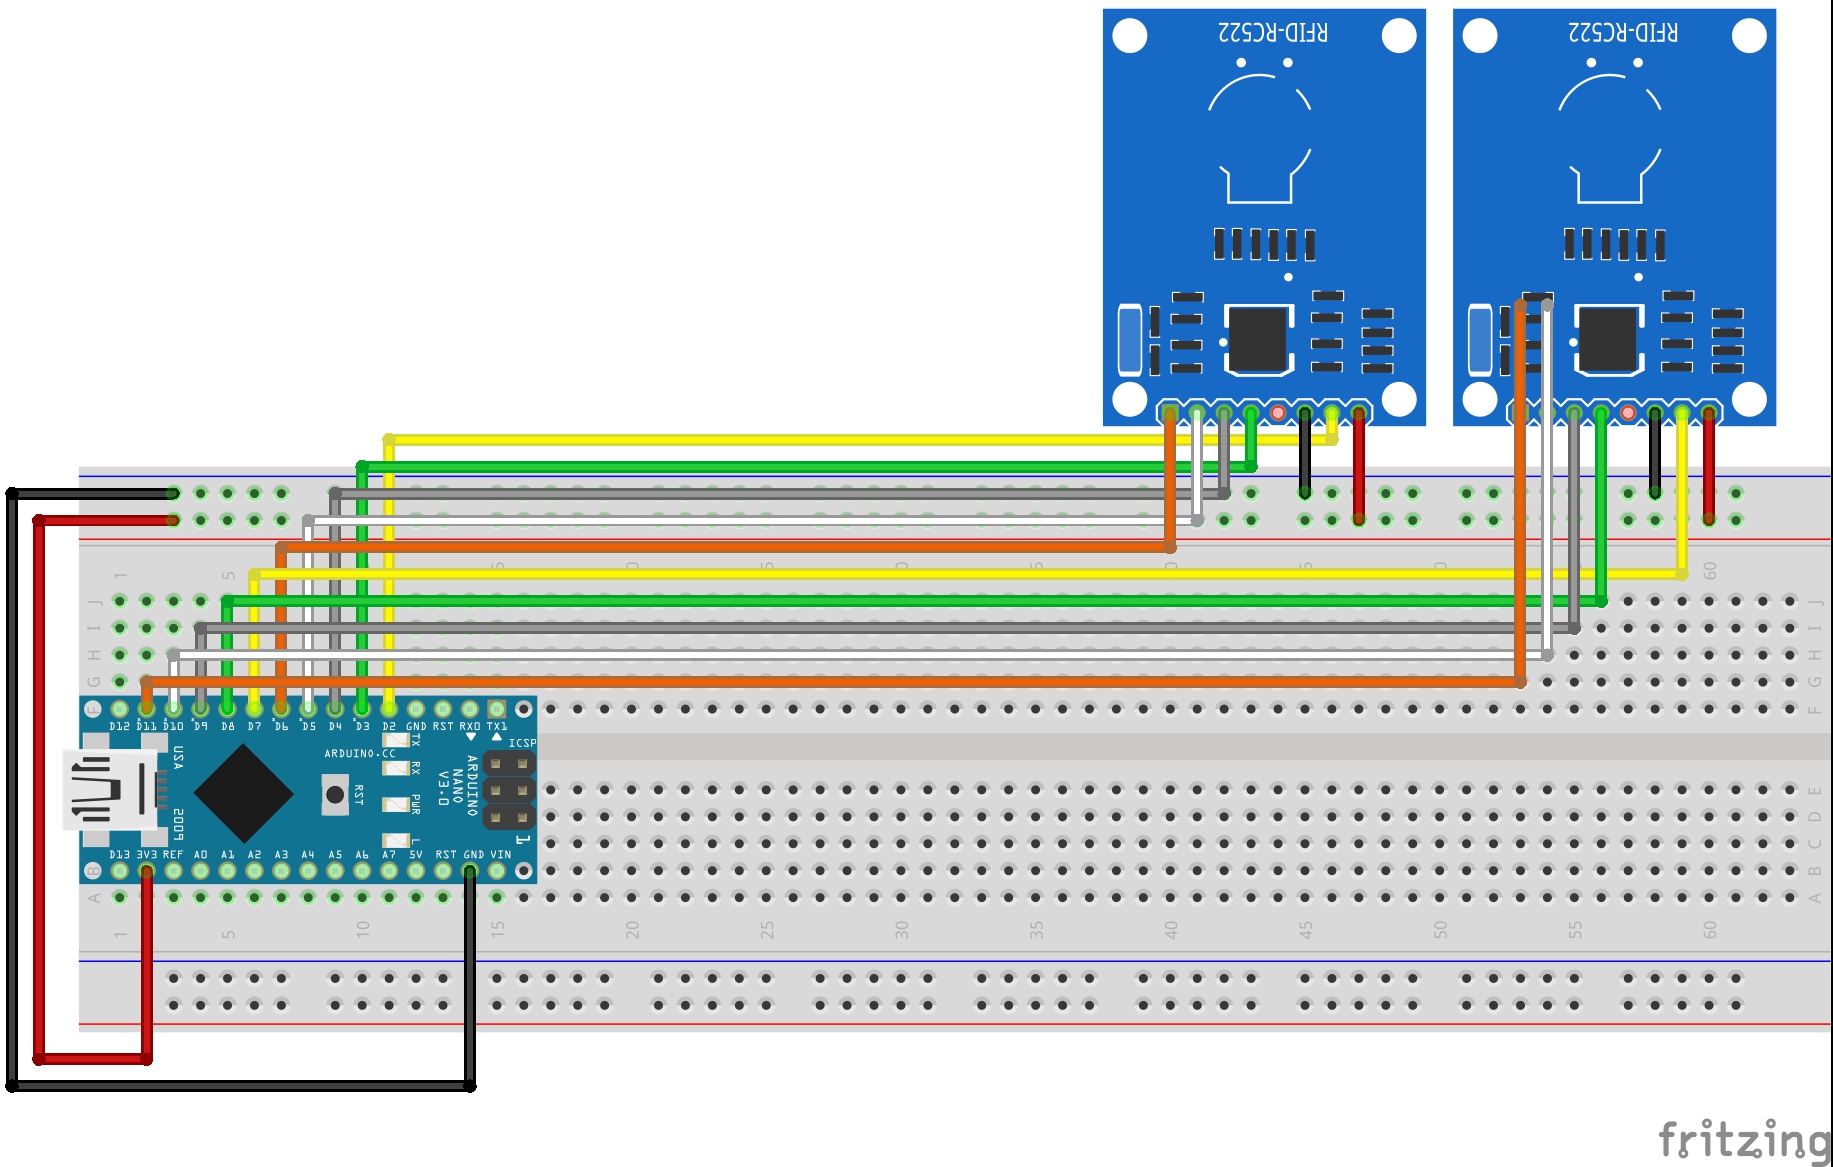 RFID-RC522
RFID-RC522
1
5
60
J
J
I
I
H
H
G
G
F
F
D12
D11
D10
D9
D8
D7
D6
D5
D4
D3
D2
GND
RST
RX0
TX1
USA
ARDUINO.CC
TX
RX
RST
PWR
L
ICSP
ARDUINO
NANO
V3.0
1
E
D
C
D13
3V3
REF
A0
A1
A2
A3
A4
A5
A6
A7
5V
RST
GND
VIN
B
B
A
A
1
5
10
15
20
25
30
35
40
45
50
55
60
fritzing